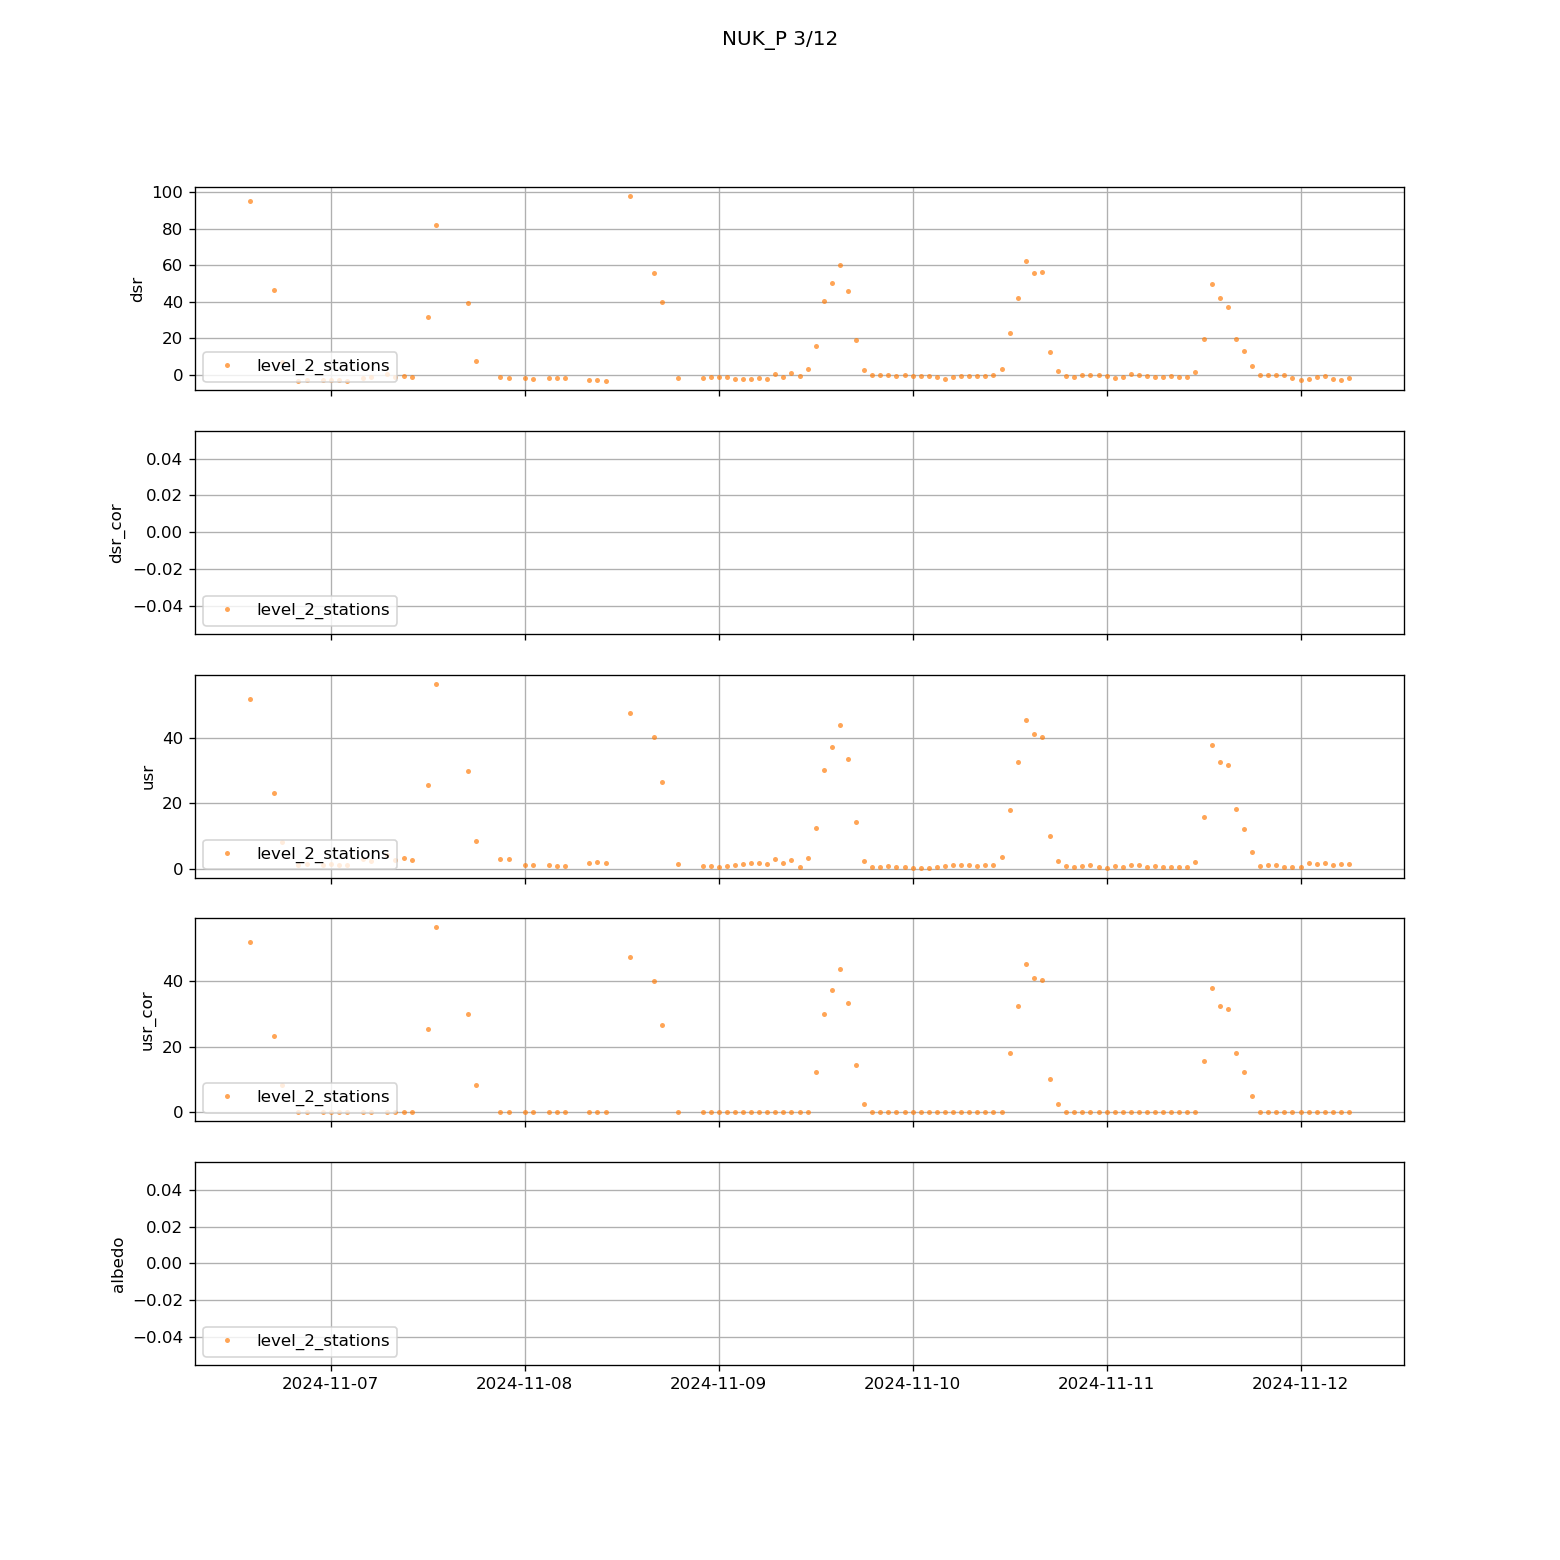 NUK_P 3/12
100
80
60
40
20
0
dsr
level_2_stations
0.04
0.02
0.00
−0.02
−0.04
dsr_cor
level_2_stations
40
20
0
usr
level_2_stations
40
20
0
usr_cor
level_2_stations
0.04
0.02
0.00
−0.02
−0.04
albedo
level_2_stations
2024-11-07 2024-11-08 2024-11-09 2024-11-10 2024-11-11 2024-11-12